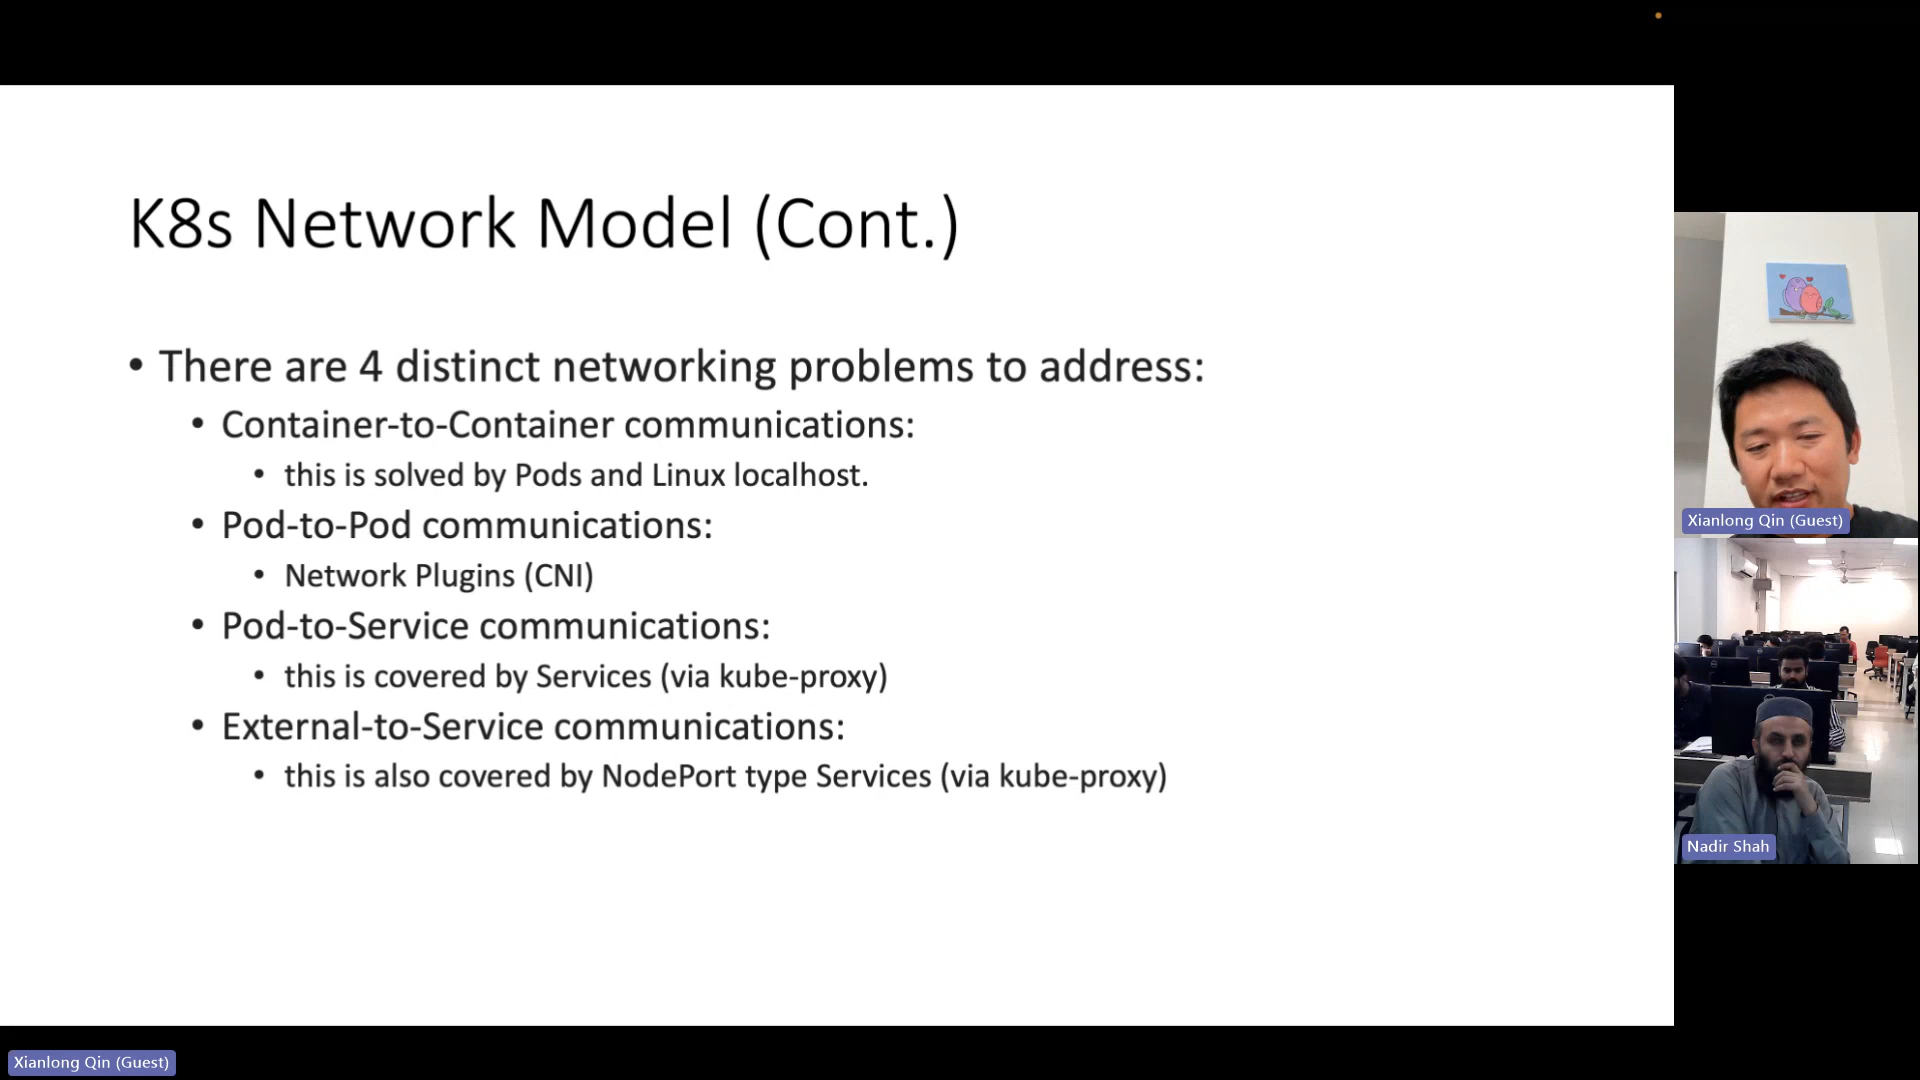 K8s Network Model (Cont.)
• There are 4 distinct networking problems to address:
• Container-to-Container communications:
• this is solved by Pods and Linux localhost.
• Pod-to-Pod communications:
• Network Plugins (CNI)
• Pod-to-Service communications:
• this is covered by Services (via kube-proxy)
• External-to-Service communications:
• this is also covered by NodePort type Services (via kube-proxy)
Xianlong Qin (Guest)
Nadir Shah
Xianlong Qin (Guest)